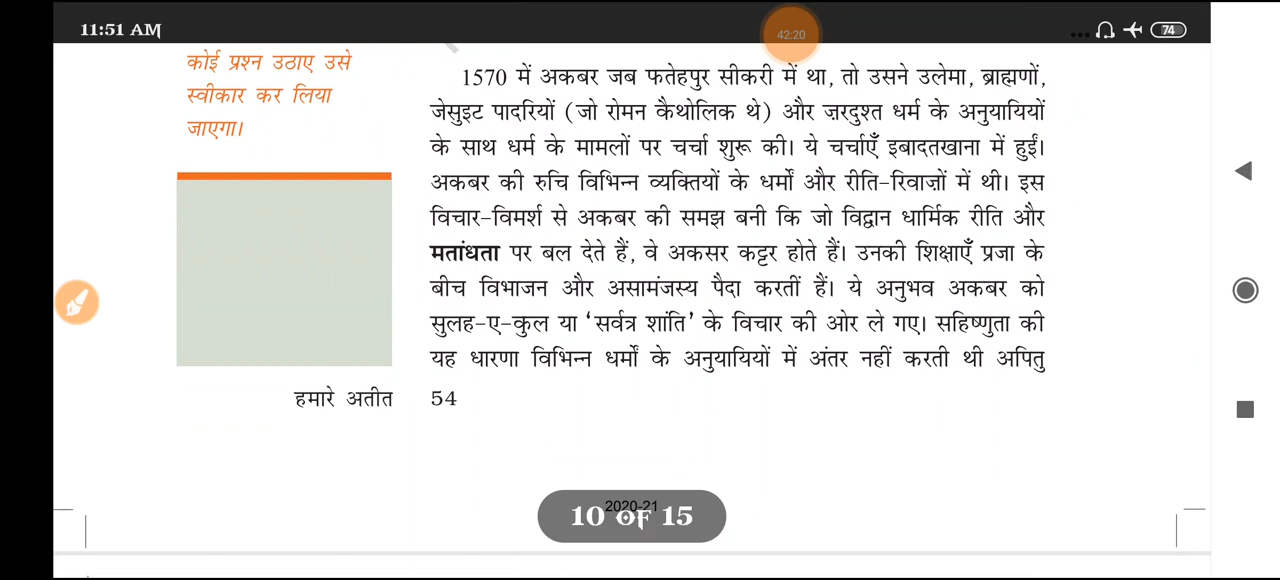 11:51 AM
42:20
74
कोई प्रश्न उठाए उसे
स्वीकार कर लिया
जाएगा।
1570 में अकबर जब फतेहपुर सीकरी में था, तो उसने उलेमा, ब्राह्मणों,
जेसुइट पादरियों (जो रोमन कैथोलिक थे) और ज़रदुश्त धर्म के अनुयायियों
के साथ धर्म के मामलों पर चर्चा शुरू की। ये चर्चाएँ इबादतखाना में हुईं।
अकबर की रुचि विभिन्न व्यक्तियों के धर्मों और रीति-रिवाज़ों में थी। इस
विचार-विमर्श से अकबर की समझ बनी कि जो विद्वान धार्मिक रीति और
मतांधता पर बल देते हैं, वे अकसर कट्टर होते हैं। उनकी शिक्षाएँ प्रजा के
बीच विभाजन और असामंजस्य पैदा करतीं हैं। ये अनुभव अकबर को
सुलह-ए-कुल या ‘सर्वत्र शांति’ के विचार की ओर ले गए। सहिष्णुता की
यह धारणा विभिन्न धर्मों के अनुयायियों में अंतर नहीं करती थी अपितु
हमारे अतीत 54
2020-21
10 OF 15